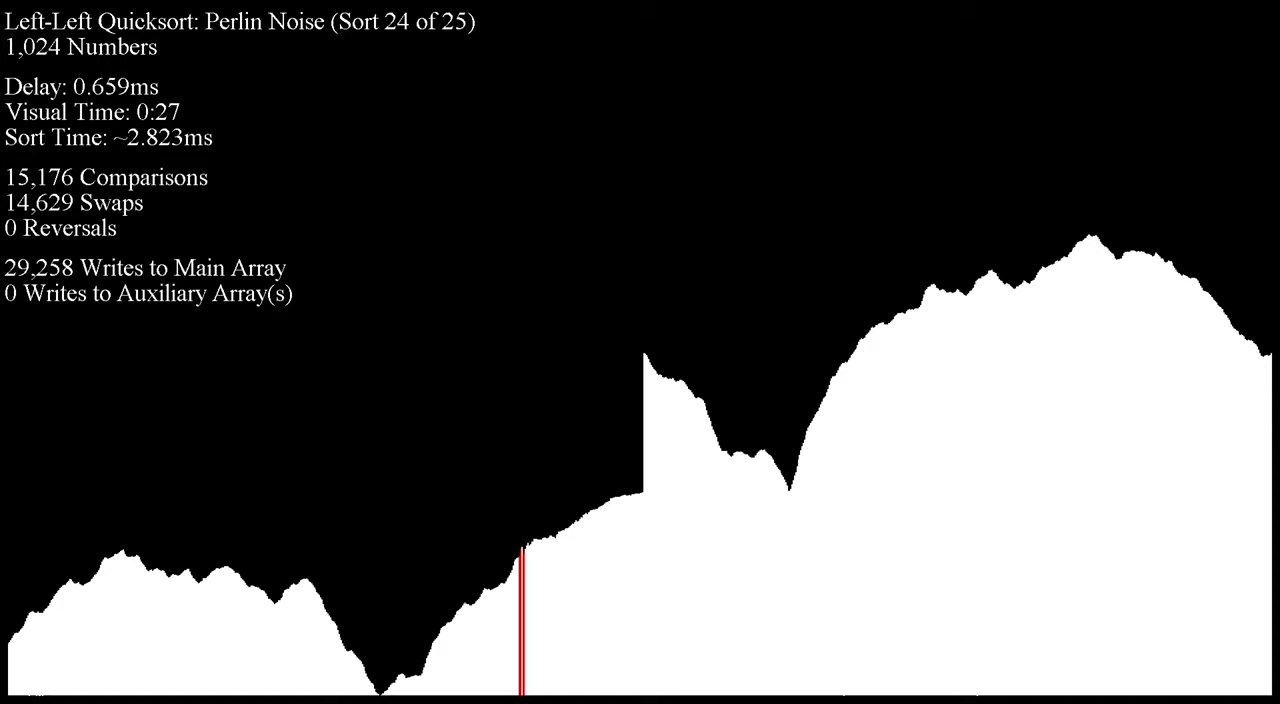 Left-Left Quicksort: Perlin Noise (Sort 24 of 25)
1,024 Numbers
Delay: 0.659ms
Visual Time: 0:27
Sort Time: ~2.823ms
15,176 Comparisons
14,629 Swaps
0 Reversals
29,258 Writes to Main Array
0 Writes to Auxiliary Array(s)